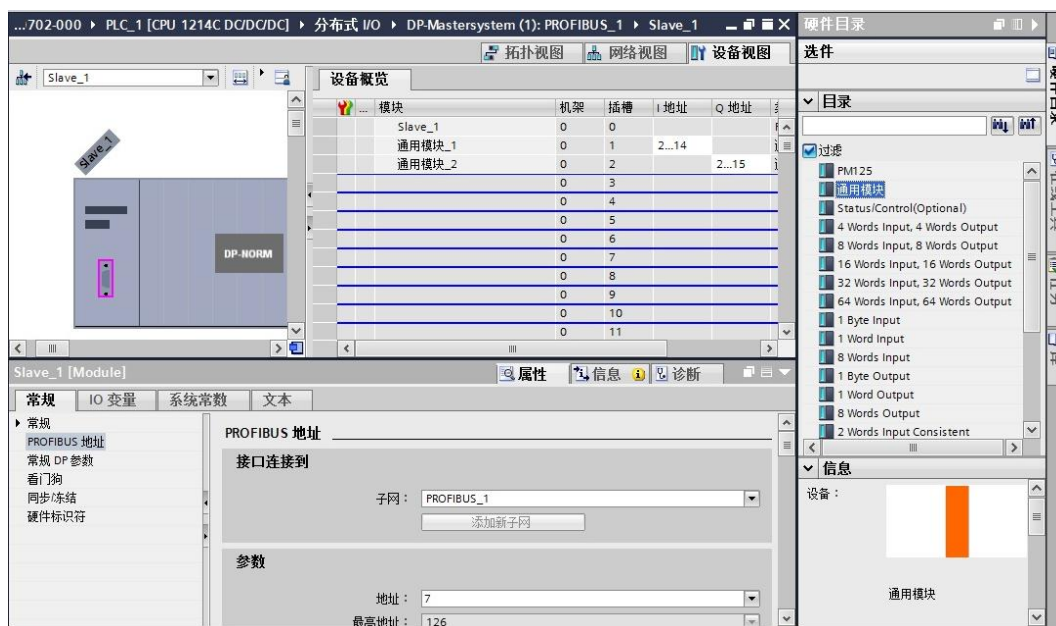 ...702-000 ▸ PLC_1 [CPU 1214C DC/DC/DC] ▸ 分布式 I/O ▸ DP-Mastersystem (1): PROFIBUS_1 ▸ Slave_1
拓扑视图 网络视图 设备视图
Slave_1
设备概览
... 模块 机架 插槽 I 地址 Q 地址
Slave_1 0 0
通用模块_1 0 1 2...14
通用模块_2 0 2 2...15
0 3
0 4
0 5
0 6
0 7
0 8
0 9
0 10
0 11
Slave_1
DP-NORM
Slave_1 [Module]
属性 信息 诊断
常规 IO 变量 系统常数 文本
常规
PROFIBUS 地址
常规 DP 参数
看门狗
同步/冻结
硬件标识符
PROFIBUS 地址
接口连接到
子网： PROFIBUS_1
添加新子网
参数
地址： 7
最高地址： 126
硬件目录
选件
目录
过滤
PM125
通用模块
Status/Control(Optional)
4 Words Input, 4 Words Output
8 Words Input, 8 Words Output
16 Words Input, 16 Words Output
32 Words Input, 32 Words Output
64 Words Input, 64 Words Output
1 Byte Input
1 Word Input
8 Words Input
1 Byte Output
1 Word Output
8 Words Output
2 Words Input Consistent
信息
设备：
通用模块